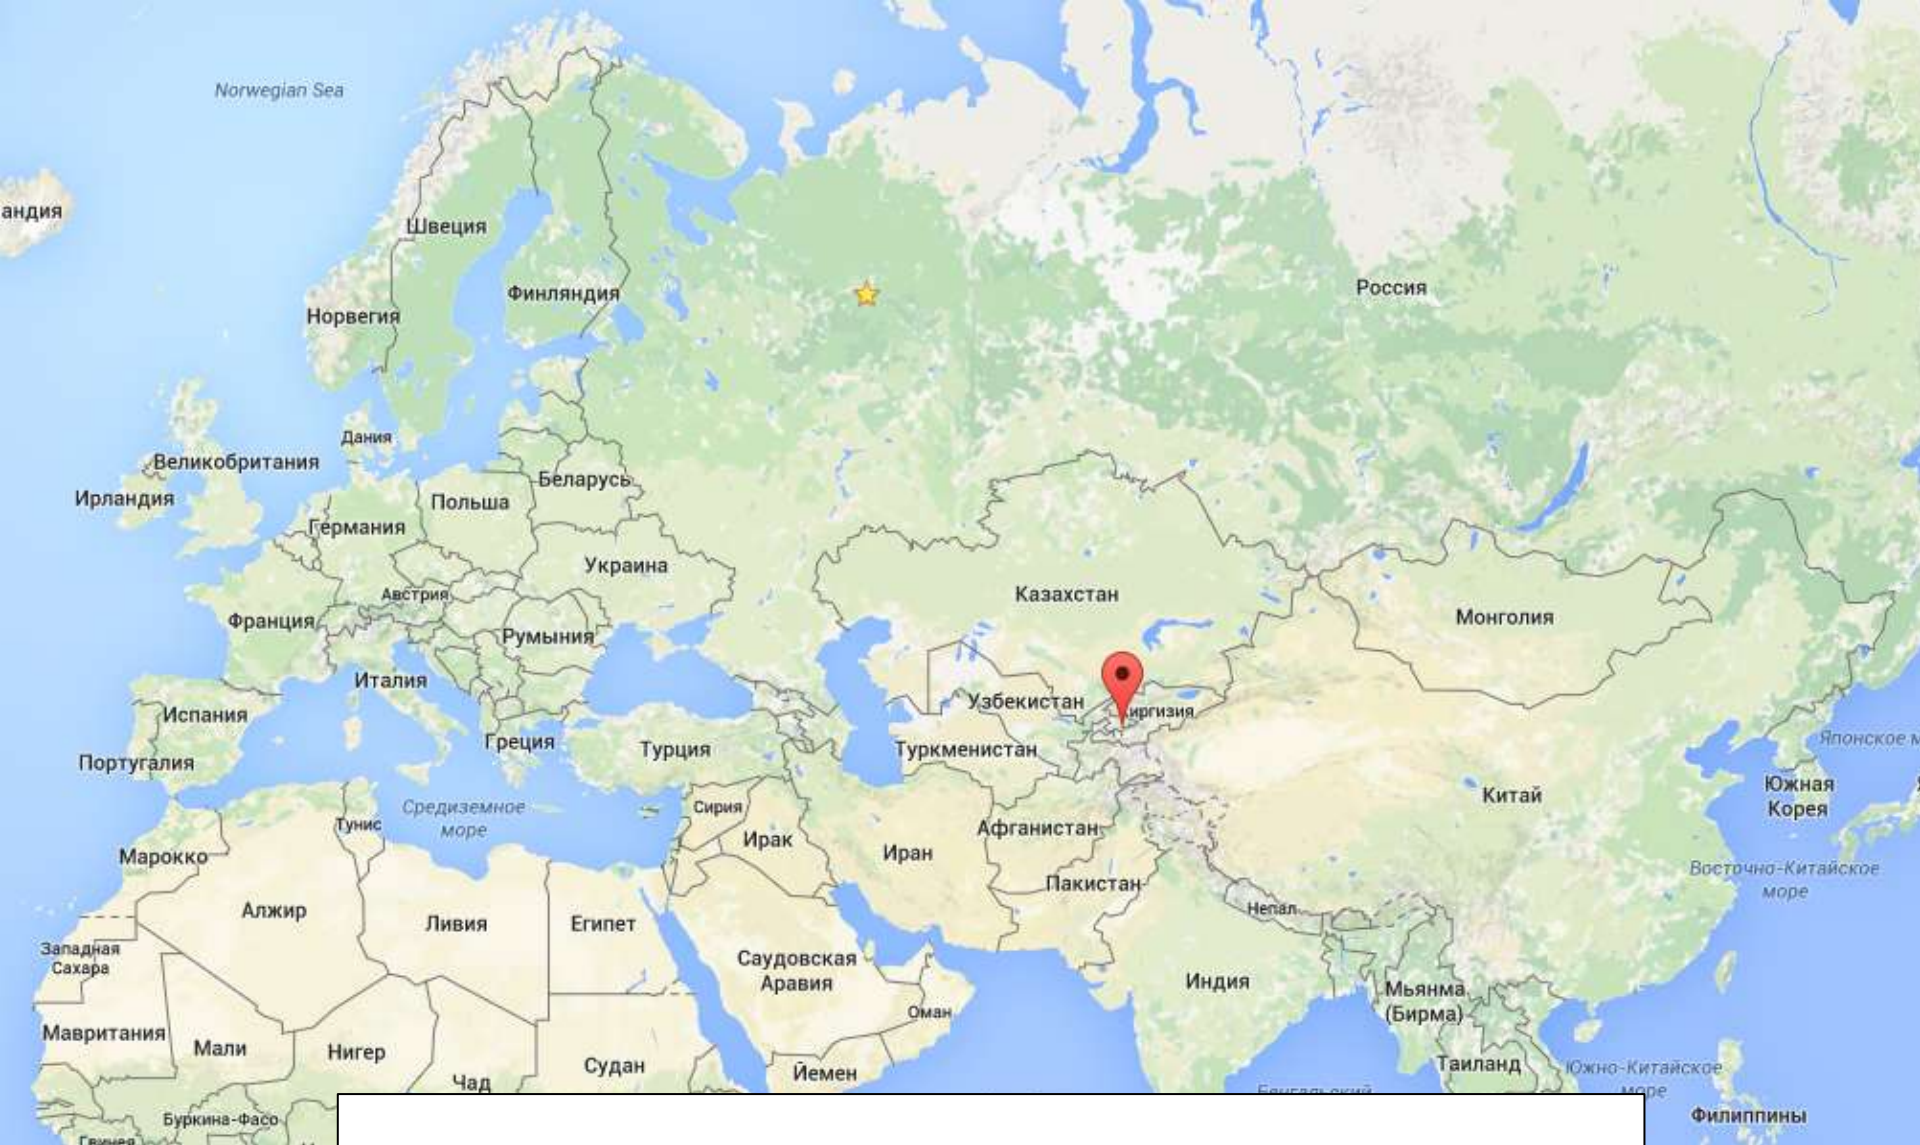 Norwegian Sea
андия
Швеция
Россия
Финляндия
Норвегия
Дания
Великобритания
Ирландия
Беларусь
Польша
Германия
Украина
Австрия
Казахстан
Франция
Монголия
Румыния
Италия
Узбекистан
Киргизия
Испания
Греция
Турция
Туркменистан
Японское м
Португалия
Южная
Корея
Китай
Средиземное
море
Сирия
Тунис
Ирак
Афганистан
Иран
Марокко
Восточно-Китайское
море
Пакистан
Непал
Алжир
Ливия
Египет
Западная
Сахара
Саудовская
Аравия
Индия
Мьянма
(Бирма)
Оман
Мавритания
Мали
Нигер
Судан
Йемен
Таиланд
Южно-Китайское
море
Чад
Бенгальский
Буркина-Фасо
Филиппины
Гвинея